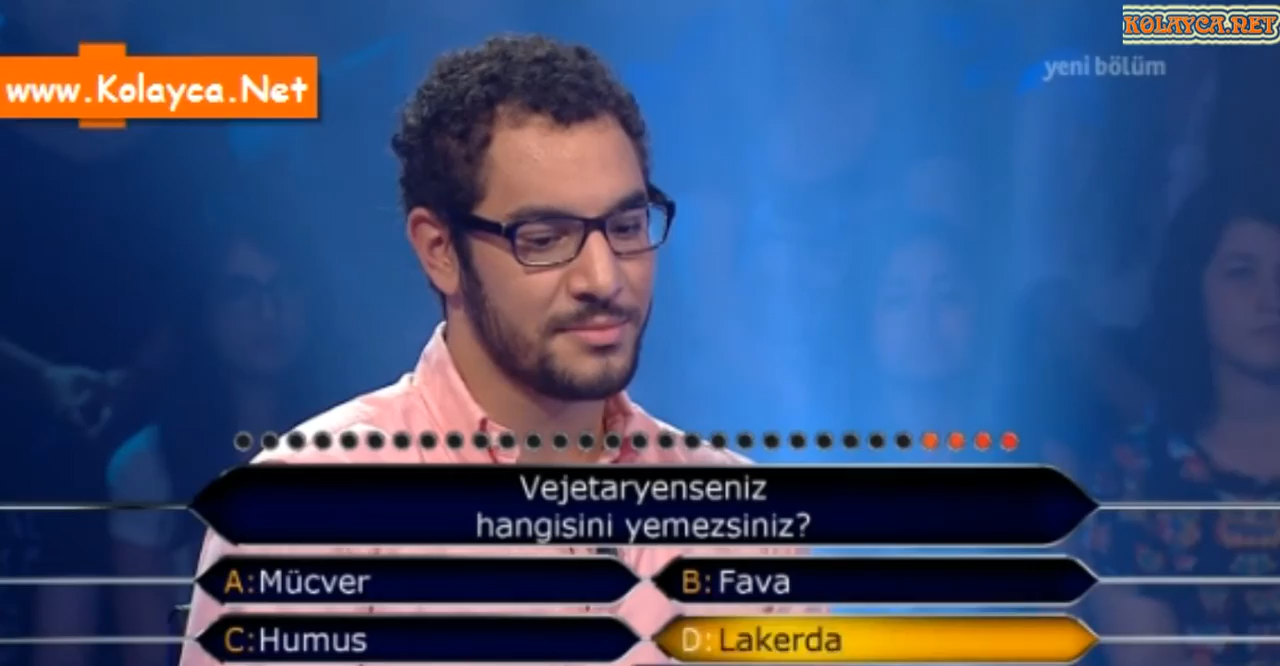 KOLAYCA.NET
www.Kolayca.Net
yeni bölüm
Vejetaryenseniz
hangisini yemezsiniz?
A:Mücver
B:Fava
C:Humus
D:Lakerda